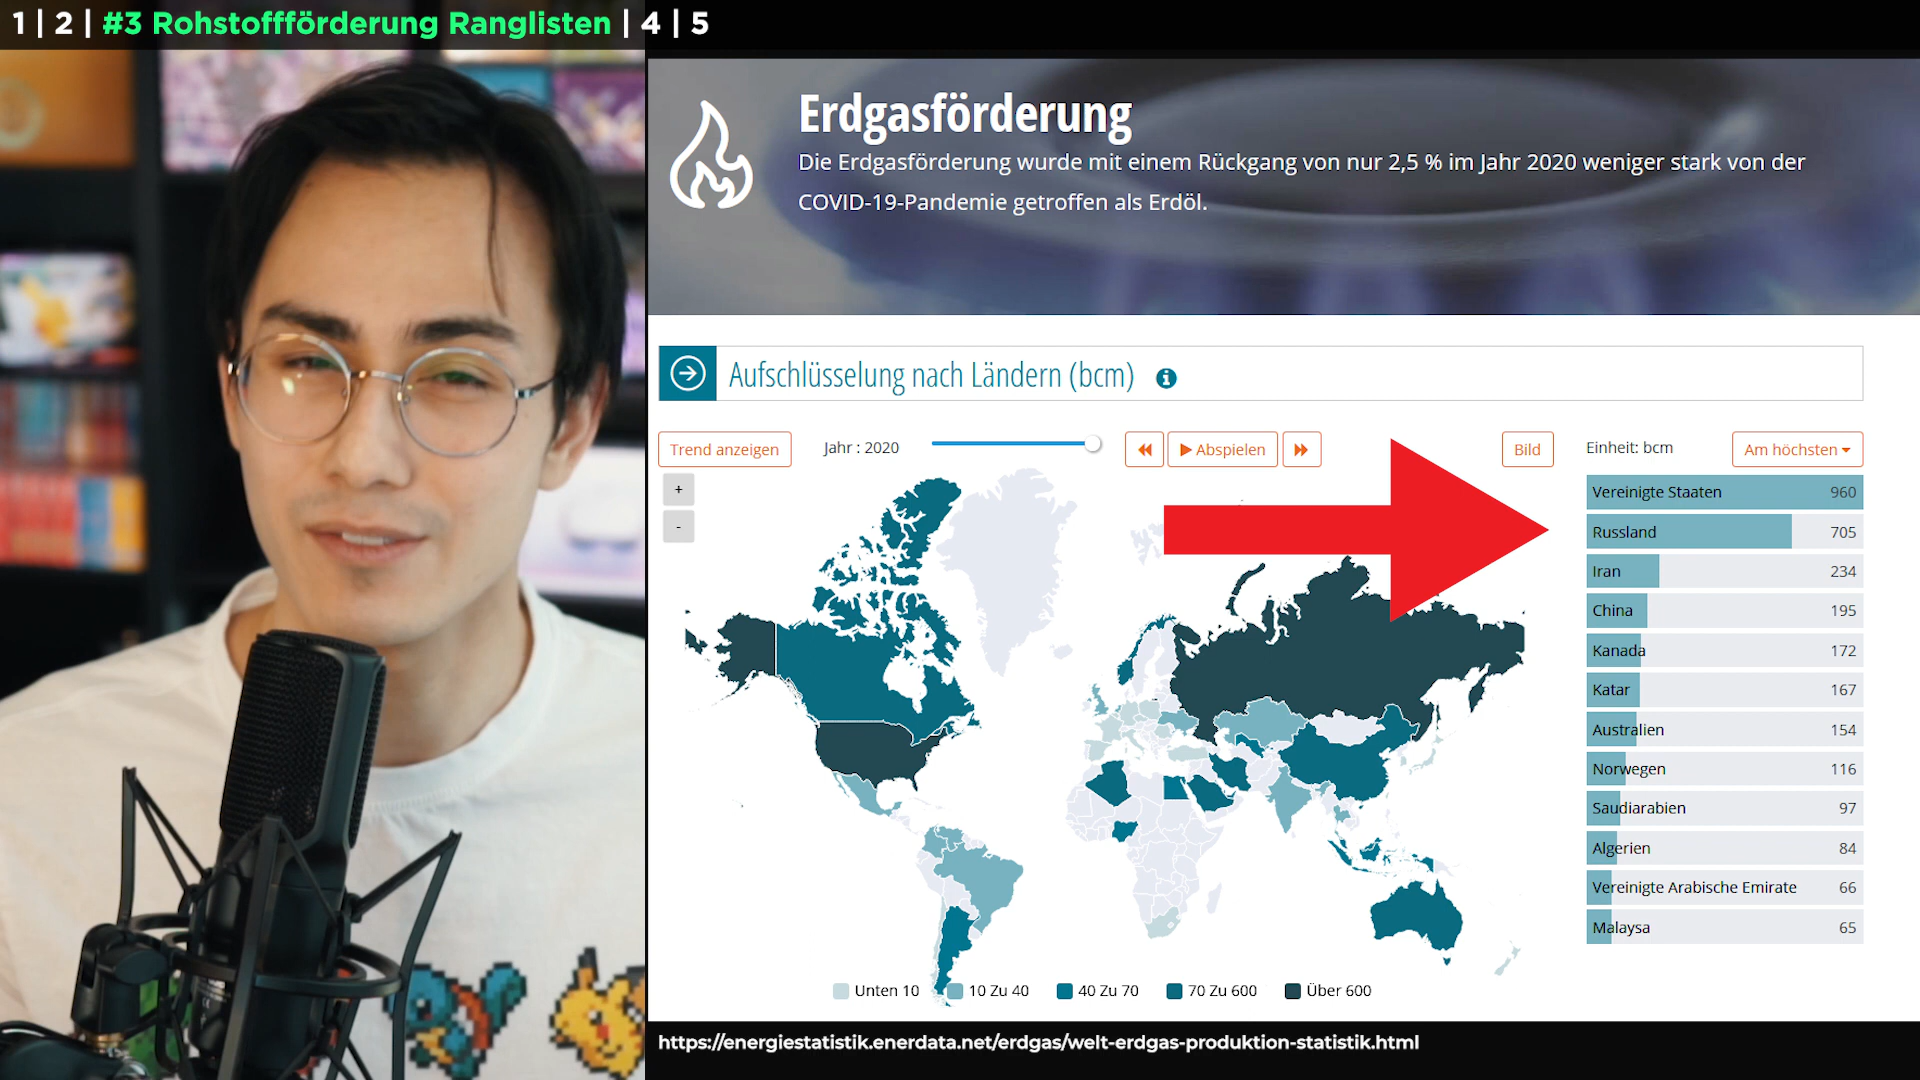 1 | 2 | #3 Rohstoffförderung Ranglisten | 4 | 5
Erdgasförderung
Die Erdgasförderung wurde mit einem Rückgang von nur 2,5 % im Jahr 2020 weniger stark von der
COVID-19-Pandemie getroffen als Erdöl.
Aufschlüsselung nach Ländern (bcm)
Trend anzeigen
Jahr : 2020
Abspielen
Bild
Einheit: bcm
Am höchsten
+
-
Vereinigte Staaten 960
Russland 705
Iran 234
China 195
Kanada 172
Katar 167
Australien 154
Norwegen 116
Saudiarabien 97
Algerien 84
Vereinigte Arabische Emirate 66
Malaysa 65
Unten 10
10 Zu 40
40 Zu 70
70 Zu 600
Über 600
https://energiestatistik.enerdata.net/erdgas/welt-erdgas-produktion-statistik.html